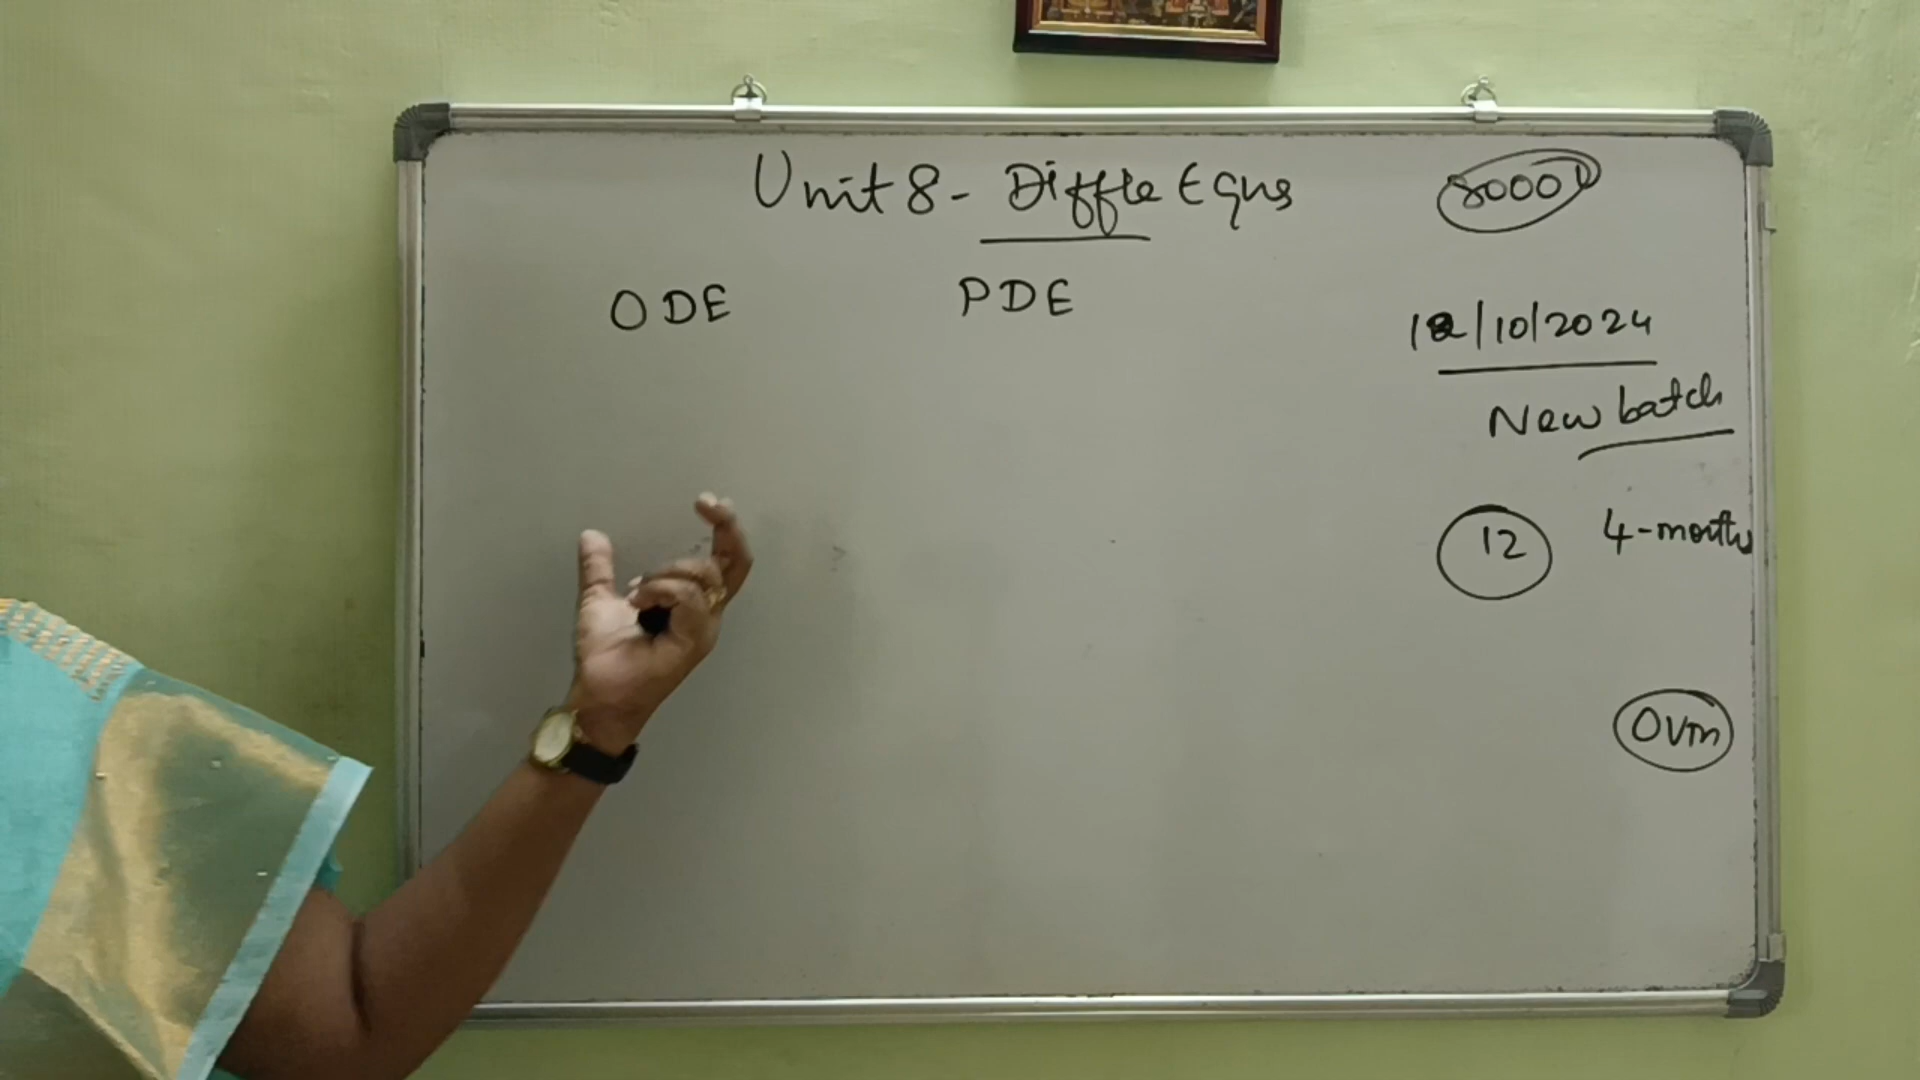 Unit 8 - Diffle Eqns
8000
ODE PDE
12/10/2024
New batch
12 4-months
OVM